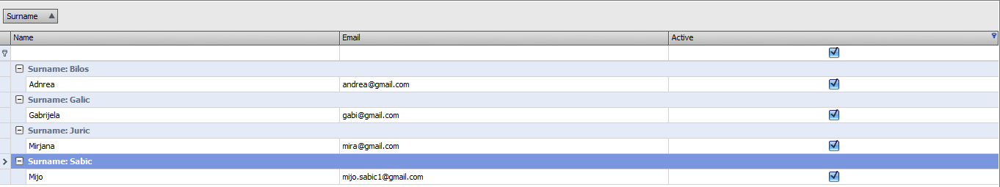 Surname
Name Email Active
Surname: Bilos
Adnrea andrea@gmail.com
Surname: Galic
Gabrijela gabi@gmail.com
Surname: Juric
Mirjana mira@gmail.com
Surname: Sabic
Mijo mijo.sabic1@gmail.com